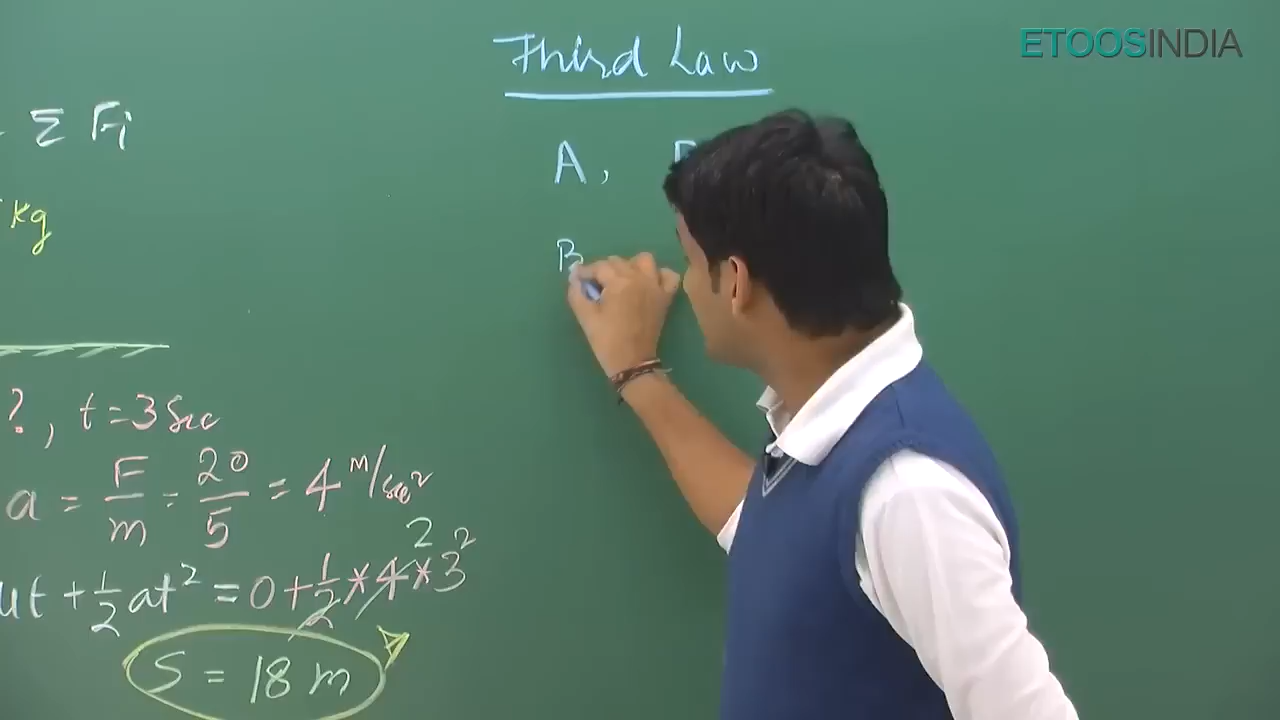 ETOOSINDIA
Third Law
Σ Fi
A,
kg
B
?, t = 3 Sec
a = F/m = 20/5 = 4 m/sec²
ut + 1/2 at² = 0 + 1/2 * 4 * 3² 2
S = 18 m